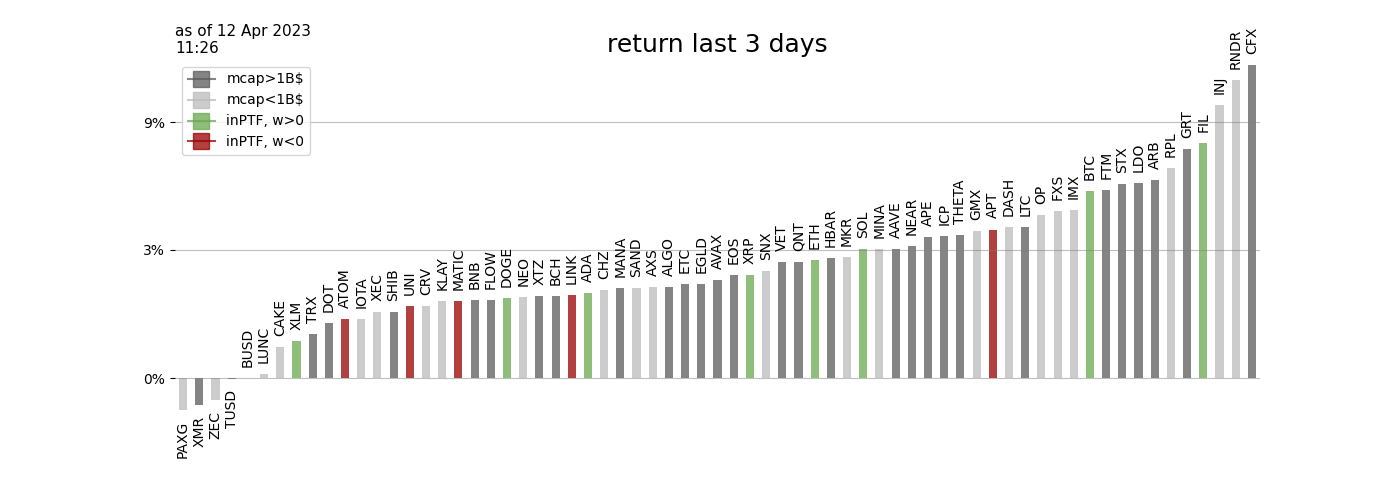 as of 12 Apr 2023
11:26
return last 3 days
mcap>1B$
mcap<1B$
inPTF, w>0
inPTF, w<0
9%
3%
0%
PAXG
XMR
ZEC
TUSD
BUSD
LUNC
CAKE
XLM
TRX
DOT
ATOM
IOTA
XEC
SHIB
UNI
CRV
KLAY
MATIC
BNB
FLOW
DOGE
NEO
XTZ
BCH
LINK
ADA
CHZ
MANA
SAND
AXS
ALGO
ETC
EGLD
AVAX
EOS
XRP
SNX
VET
QNT
ETH
HBAR
MKR
SOL
MINA
AAVE
NEAR
APE
ICP
THETA
GMX
APT
DASH
LTC
OP
FXS
IMX
BTC
FTM
STX
LDO
ARB
RPL
GRT
FIL
INJ
RNDR
CFX